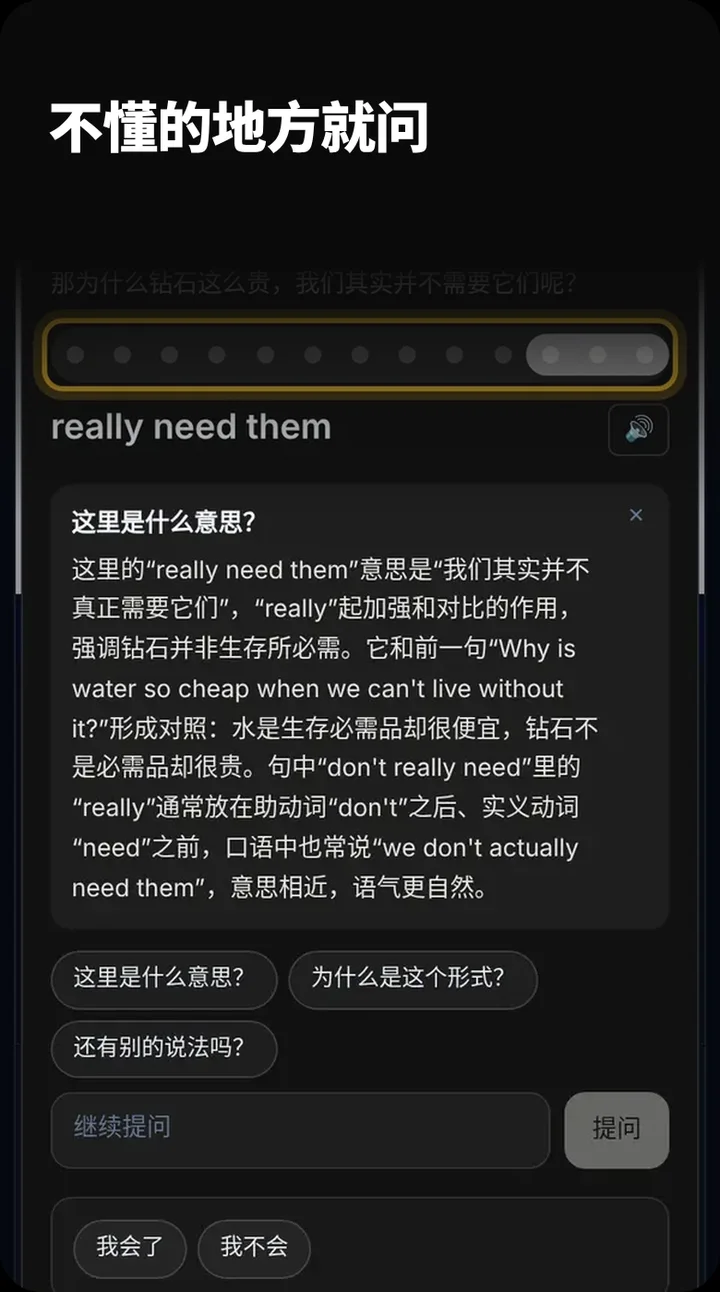 不懂的地方就问
那为什么钻石这么贵，我们其实并不需要它们呢？
really need them
这里是什么意思？
×
这里的“really need them”意思是“我们其实并不
真正需要它们”，“really”起加强和对比的作用，
强调钻石并非生存所必需。它和前一句“Why is
water so cheap when we can't live without
it?”形成对照：水是生存必需品却很便宜，钻石不
是必需品却很贵。句中“don't really need”里的
“really”通常放在助动词“don't”之后、实义动词
“need”之前，口语中也常说“we don't actually
need them”，意思相近，语气更自然。
这里是什么意思？
为什么是这个形式？
还有别的说法吗？
继续提问
提问
我会了
我不会